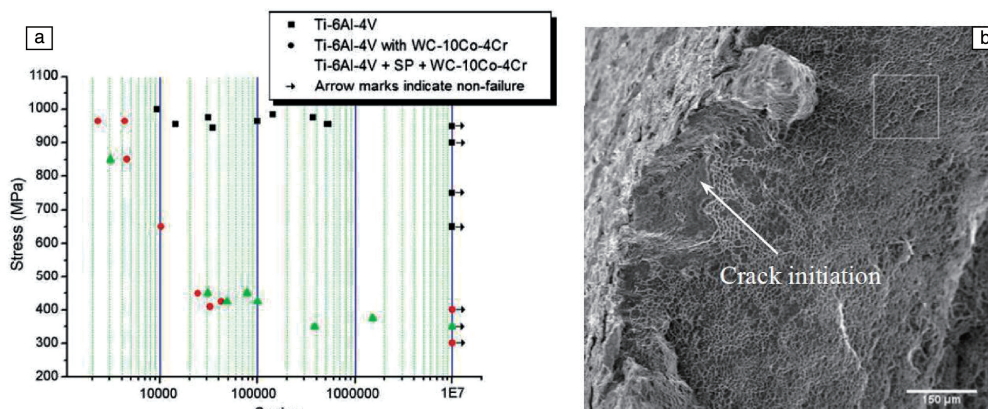 a
Ti-6Al-4V
Ti-6Al-4V with WC-10Co-4Cr
Ti-6Al-4V + SP + WC-10Co-4Cr
Arrow marks indicate non-failure
1100
1000
900
800
700
600
500
400
300
200
Stress (MPa)
10000
100000
1000000
1E7
b
Crack initiation
150 µm